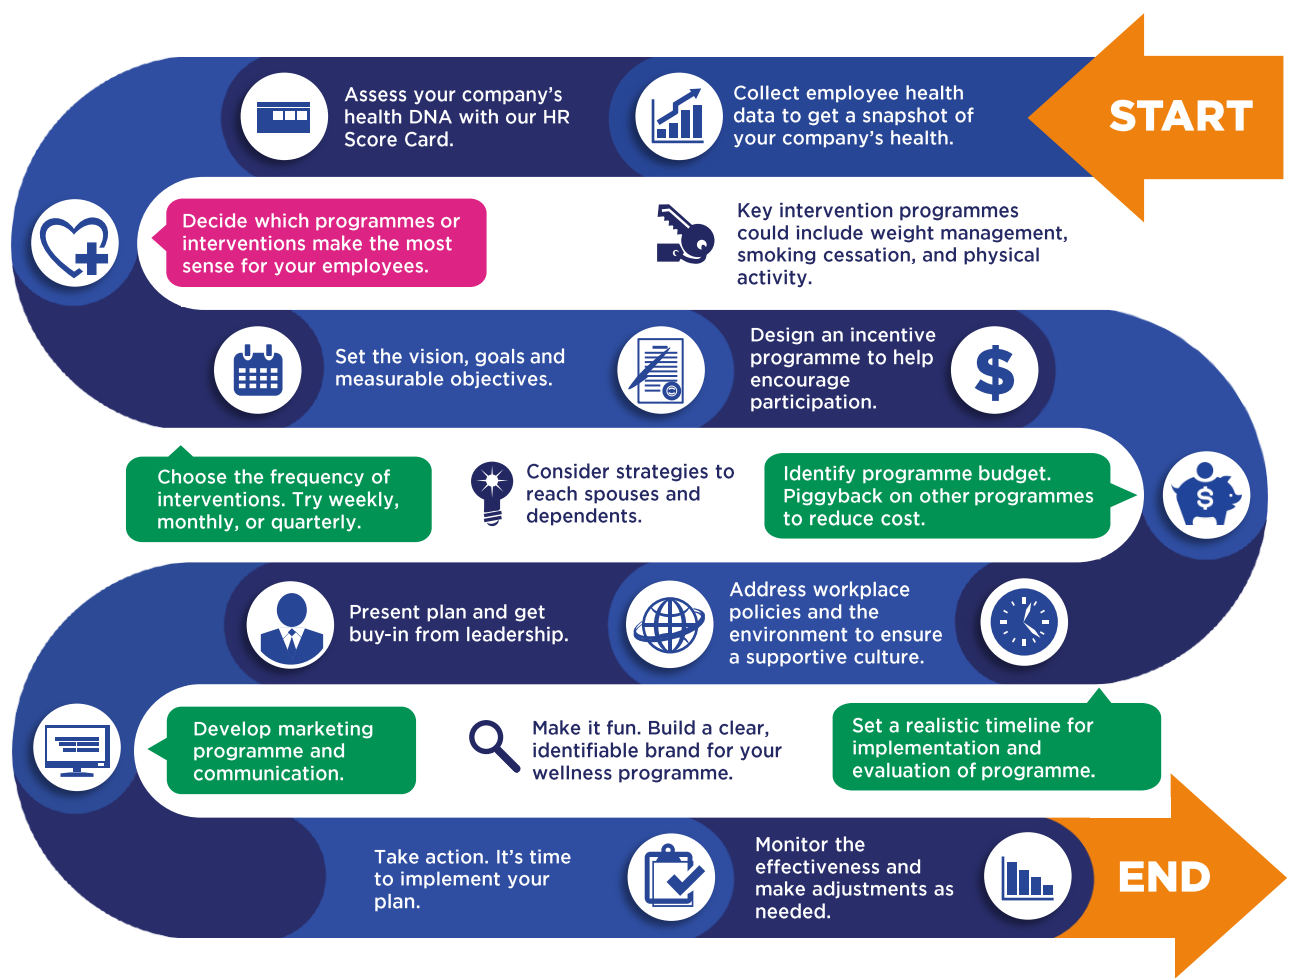 START
Collect employee health
data to get a snapshot of
your company's health.
Assess your company's
health DNA with our HR
Score Card.
Decide which programmes or
interventions make the most
sense for your employees.
Key intervention programmes
could include weight management,
smoking cessation, and physical
activity.
Set the vision, goals and
measurable objectives.
Design an incentive
programme to help
encourage
participation.
$
Choose the frequency of
interventions. Try weekly,
monthly, or quarterly.
Consider strategies to
reach spouses and
dependents.
Identify programme budget.
Piggyback on other programmes
to reduce cost.
$
Present plan and get
buy-in from leadership.
Address workplace
policies and the
environment to ensure
a supportive culture.
Develop marketing
programme and
communication.
Make it fun. Build a clear,
identifiable brand for your
wellness programme.
Set a realistic timeline for
implementation and
evaluation of programme.
Take action. It's time
to implement your
plan.
Monitor the
effectiveness and
make adjustments as
needed.
END